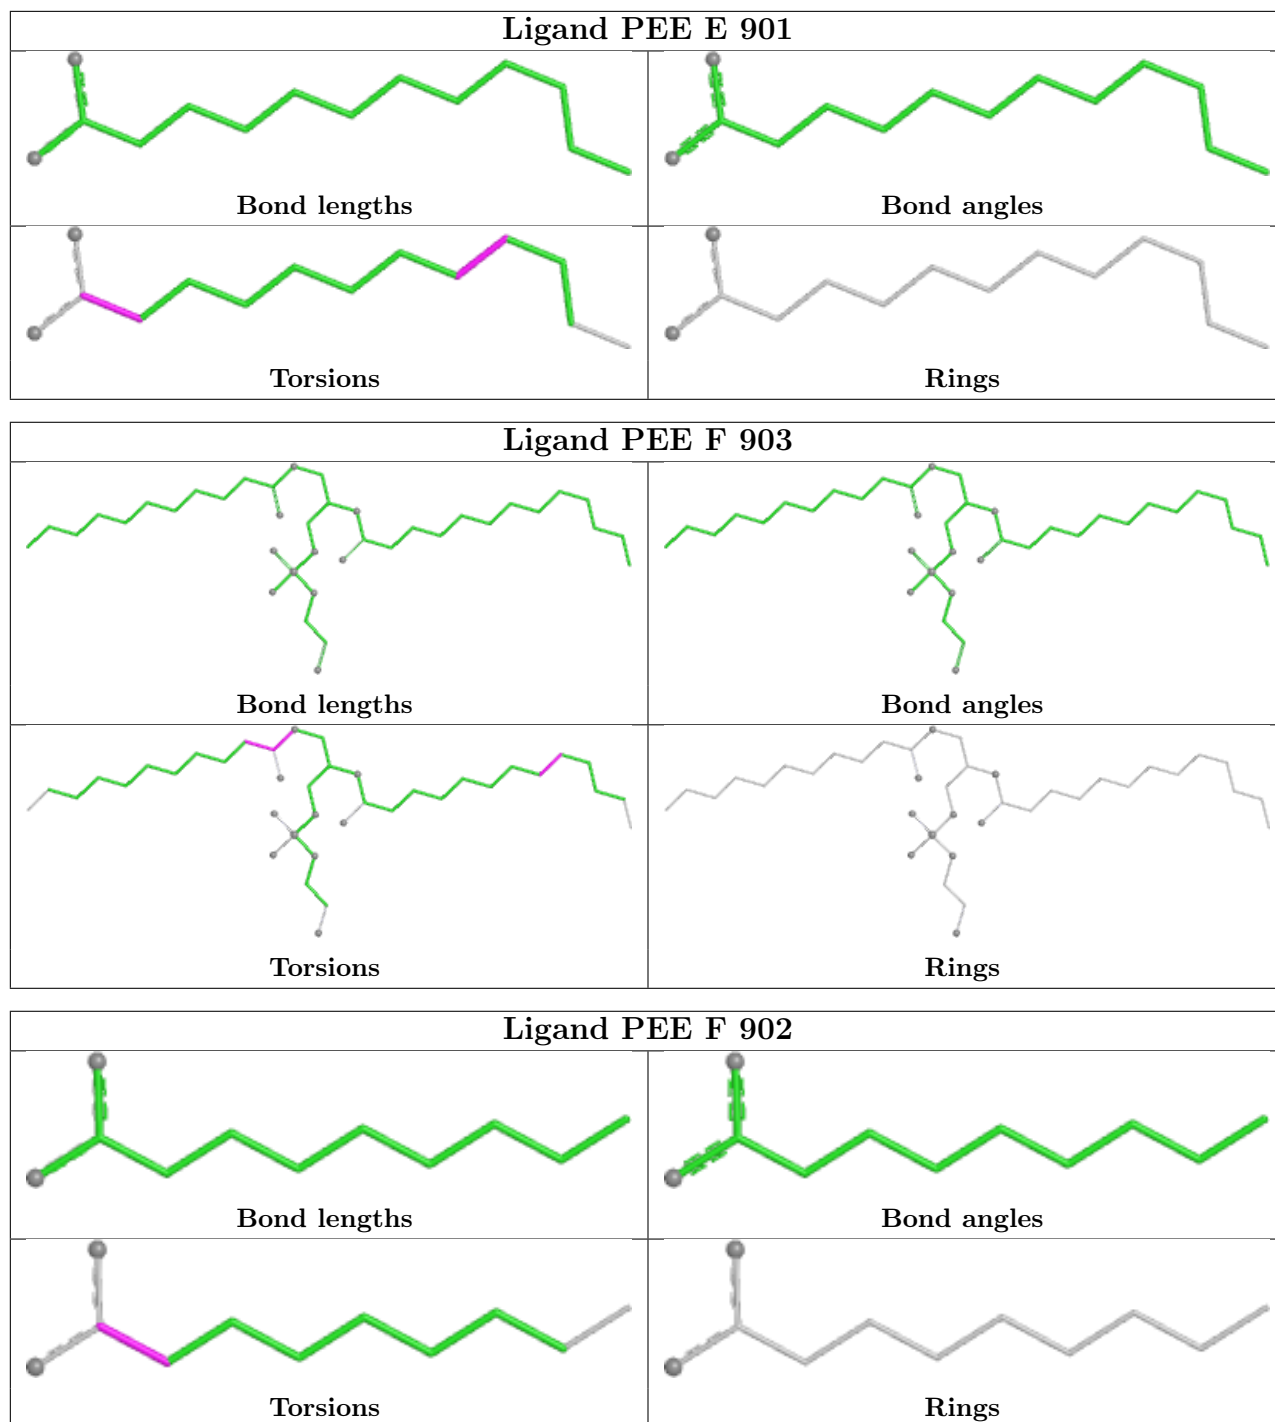 Ligand PEE E 901
Bond lengths
Bond angles
Torsions
Rings
Ligand PEE F 903
Bond lengths
Bond angles
Torsions
Rings
Ligand PEE F 902
Bond lengths
Bond angles
Torsions
Rings